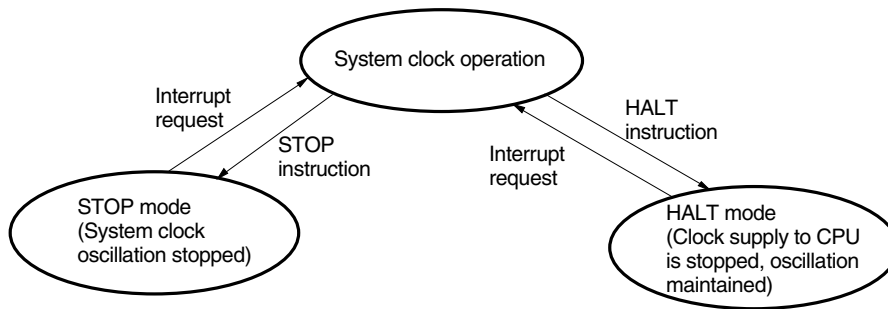 System clock operation
Interrupt
request
STOP
instruction
HALT
instruction
Interrupt
request
STOP mode
(System clock
oscillation stopped)
HALT mode
(Clock supply to CPU
is stopped, oscillation
maintained)